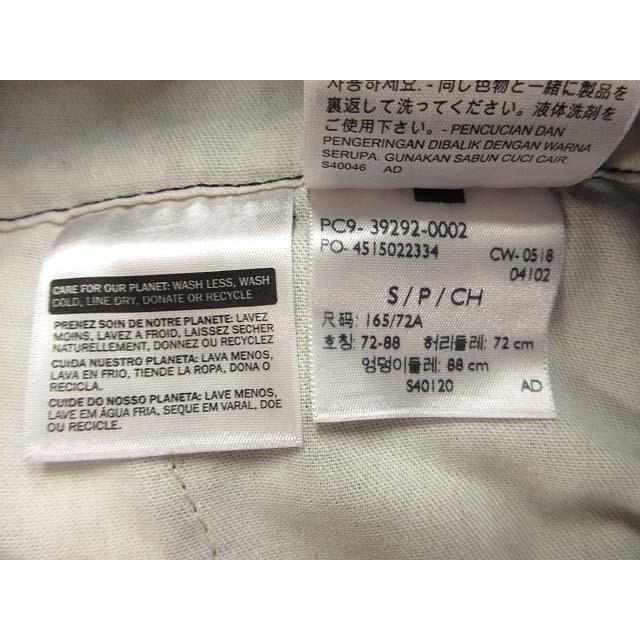 사용하세요. - 同し色物と一緒に製品を
裏返して洗ってください。液体洗剤を
ご使用下さい。- PENCUCIAN DAN
PENGERINGAN DIBALIK DENGAN WARNA
SERUPA. GUNAKAN SABUN CUCI CAIR.
S40046 AD
CARE FOR OUR PLANET: WASH LESS, WASH
COLD, LINE DRY, DONATE OR RECYCLE
PRENEZ SOIN DE NOTRE PLANETE: LAVEZ
MOINS, LAVEZ A FROID, LAISSEZ SECHER
NATURELLEMENT, DONNEZ OU RECYCLEZ
CUIDA NUESTRO PLANETA: LAVA MENOS,
LAVA EN FRIO, TIENDE LA ROPA, DONA O
RECICLA.
CUIDE DO NOSSO PLANETA: LAVE MENOS,
LAVE EM ÁGUA FRIA, SEQUE EM VARAL, DOE
OU RECICLE.
PC9- 39292-0002
PO- 4515022334 CW- 0518
04102
S / P / CH
尺码: 165/72A
호칭: 72-88 허리둘레: 72 cm
엉덩이둘레: 88 cm
S40120 AD